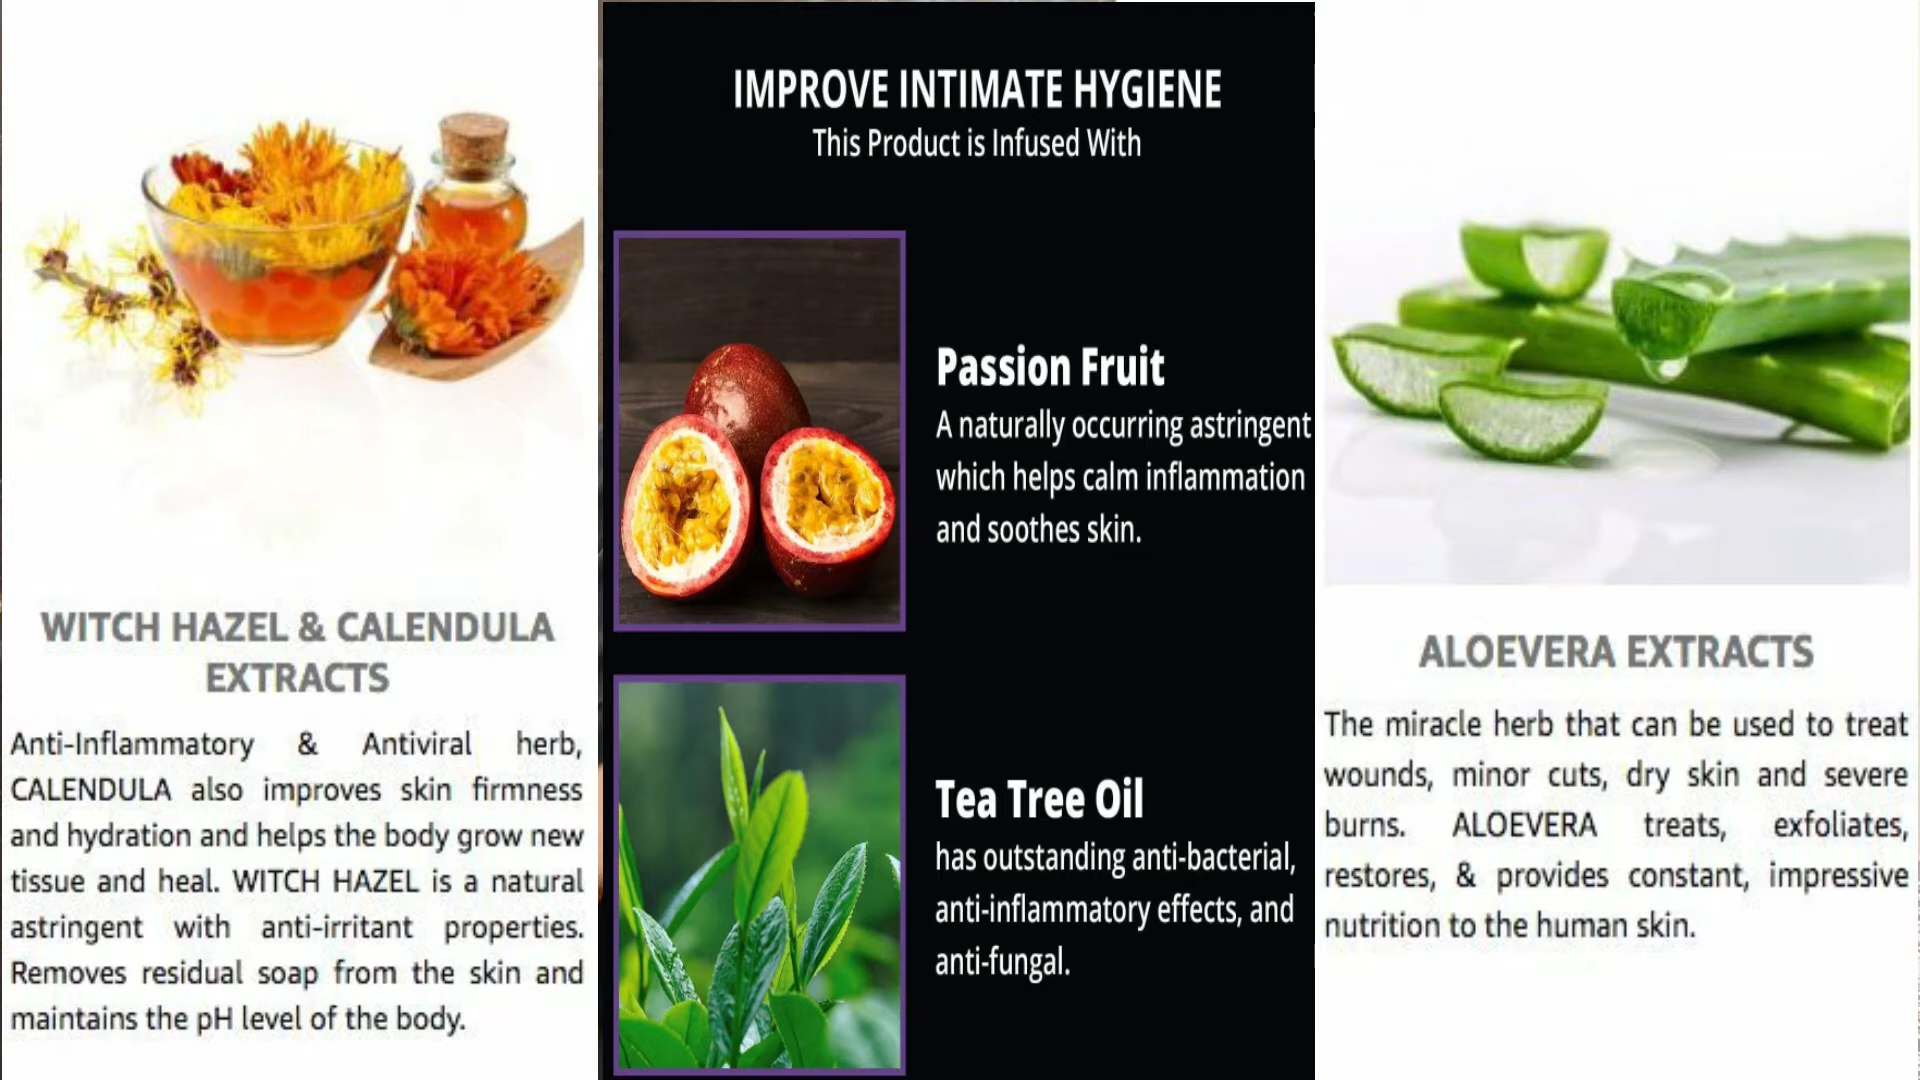 WITCH HAZEL & CALENDULA
EXTRACTS
Anti-Inflammatory & Antiviral herb,
CALENDULA also improves skin firmness
and hydration and helps the body grow new
tissue and heal. WITCH HAZEL is a natural
astringent with anti-irritant properties.
Removes residual soap from the skin and
maintains the pH level of the body.
IMPROVE INTIMATE HYGIENE
This Product is Infused With
Passion Fruit
A naturally occurring astringent
which helps calm inflammation
and soothes skin.
Tea Tree Oil
has outstanding anti-bacterial,
anti-inflammatory effects, and
anti-fungal.
ALOEVERA EXTRACTS
The miracle herb that can be used to treat
wounds, minor cuts, dry skin and severe
burns. ALOEVERA treats, exfoliates,
restores, & provides constant, impressive
nutrition to the human skin.